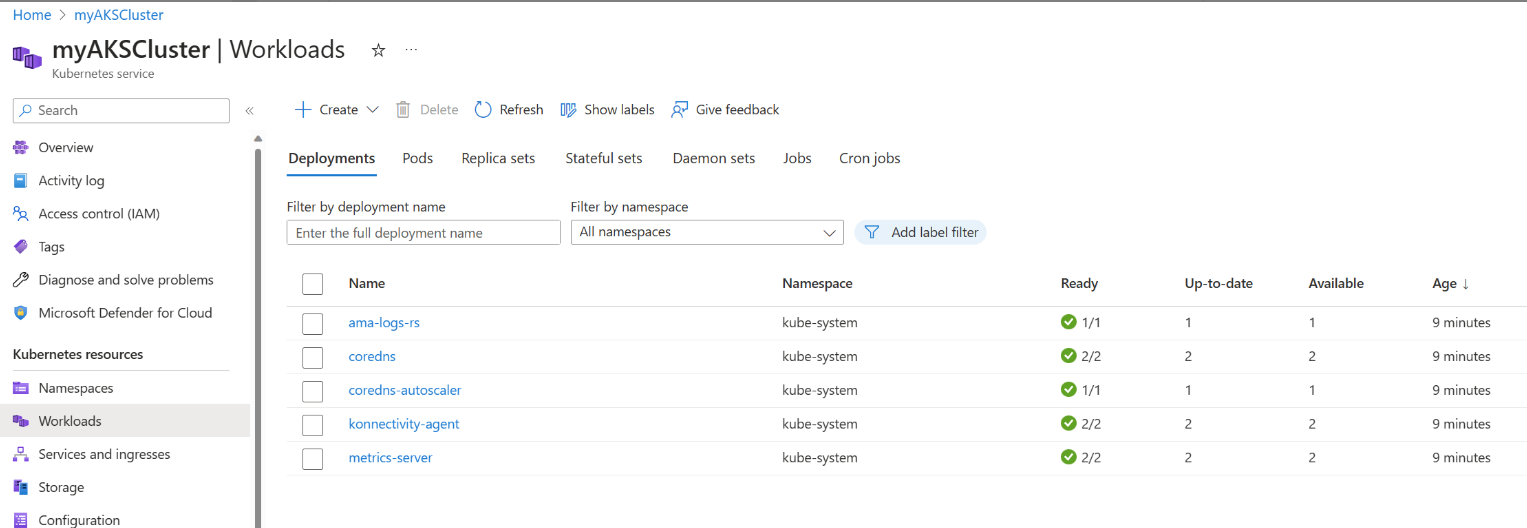 Home > myAKSCluster
myAKSCluster | Workloads
Kubernetes service
Search
Overview
Activity log
Access control (IAM)
Tags
Diagnose and solve problems
Microsoft Defender for Cloud
Kubernetes resources
Namespaces
Workloads
Services and ingresses
Storage
Configuration
Create Delete Refresh Show labels Give feedback
Deployments Pods Replica sets Stateful sets Daemon sets Jobs Cron jobs
Filter by deployment name Filter by namespace
Enter the full deployment name All namespaces Add label filter
Name Namespace Ready Up-to-date Available Age ↓
ama-logs-rs kube-system 1/1 1 1 9 minutes
coredns kube-system 2/2 2 2 9 minutes
coredns-autoscaler kube-system 1/1 1 1 9 minutes
konnectivity-agent kube-system 2/2 2 2 9 minutes
metrics-server kube-system 2/2 2 2 9 minutes